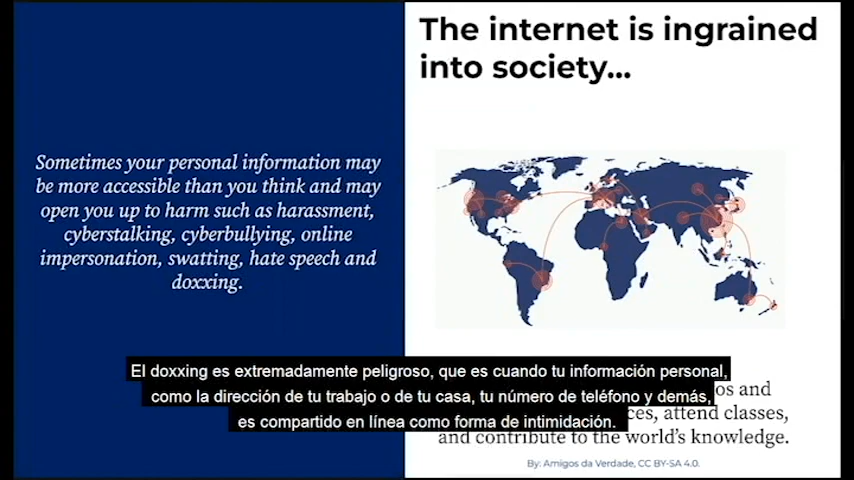 The internet is ingrained
into society...
Sometimes your personal information may
be more accessible than you think and may
open you up to harm such as harassment,
cyberstalking, cyberbullying, online
impersonation, swatting, hate speech and
doxxing.
El doxxing es extremadamente peligroso, que es cuando tu información personal,
como la dirección de tu trabajo o de tu casa, tu número de teléfono y demás,
es compartido en línea como forma de intimidación.
and
attend classes,
and contribute to the world's knowledge.
By: Amigos da Verdade, CC BY-SA 4.0.